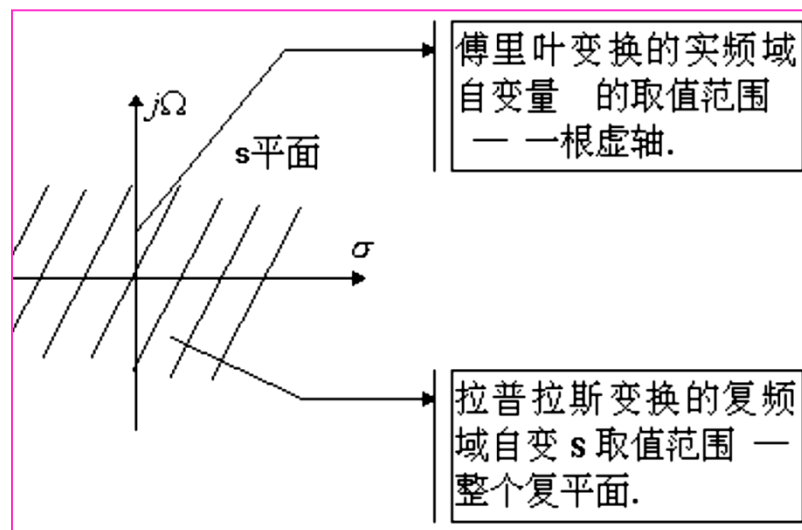 傅里叶变换的实频域
自变量 的取值范围
— 一根虚轴.
jΩ
s平面
σ
拉普拉斯变换的复频
域自变 s 取值范围 —
整个复平面.